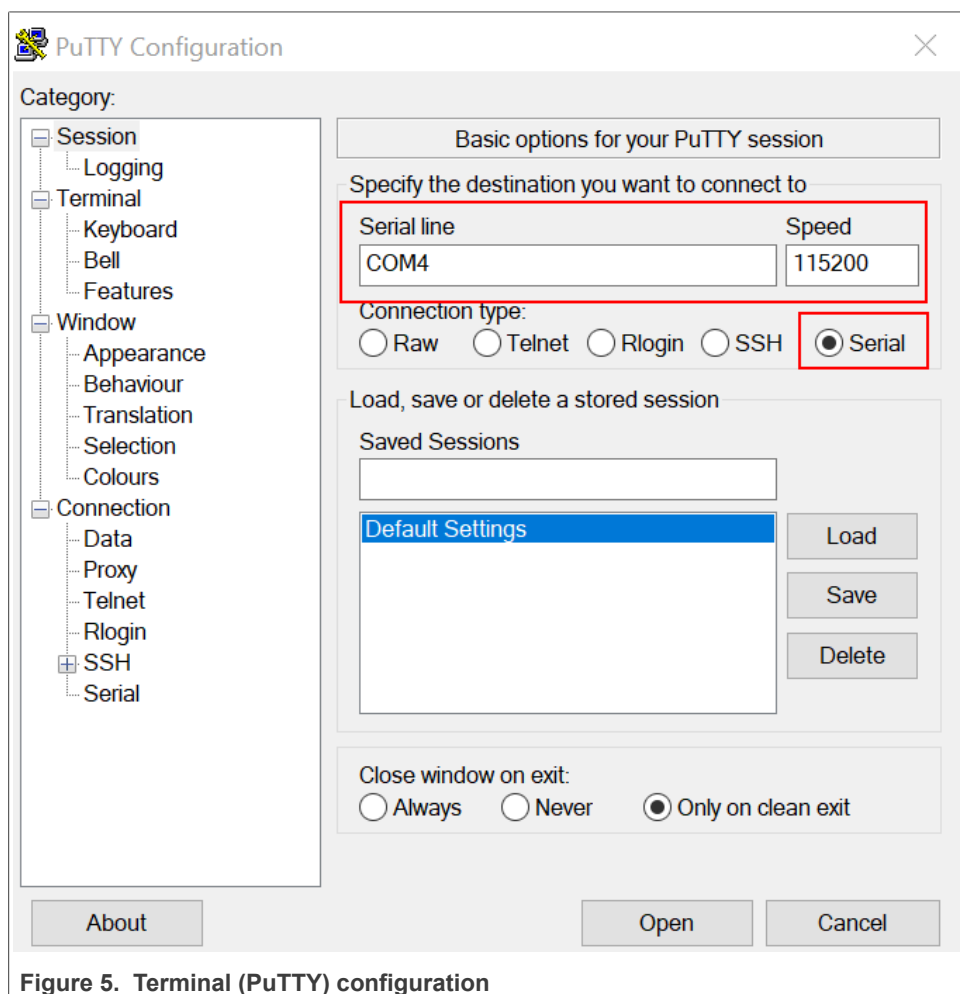 PuTTY Configuration
Category:
Session
Logging
Terminal
Keyboard
Bell
Features
Window
Appearance
Behaviour
Translation
Selection
Colours
Connection
Data
Proxy
Telnet
Rlogin
SSH
Serial
Basic options for your PuTTY session
Specify the destination you want to connect to
Serial line Speed
COM4 115200
Connection type:
Raw Telnet Rlogin SSH Serial
Load, save or delete a stored session
Saved Sessions
Default Settings
Load
Save
Delete
Close window on exit:
Always Never Only on clean exit
About Open Cancel
Figure 5. Terminal (PuTTY) configuration